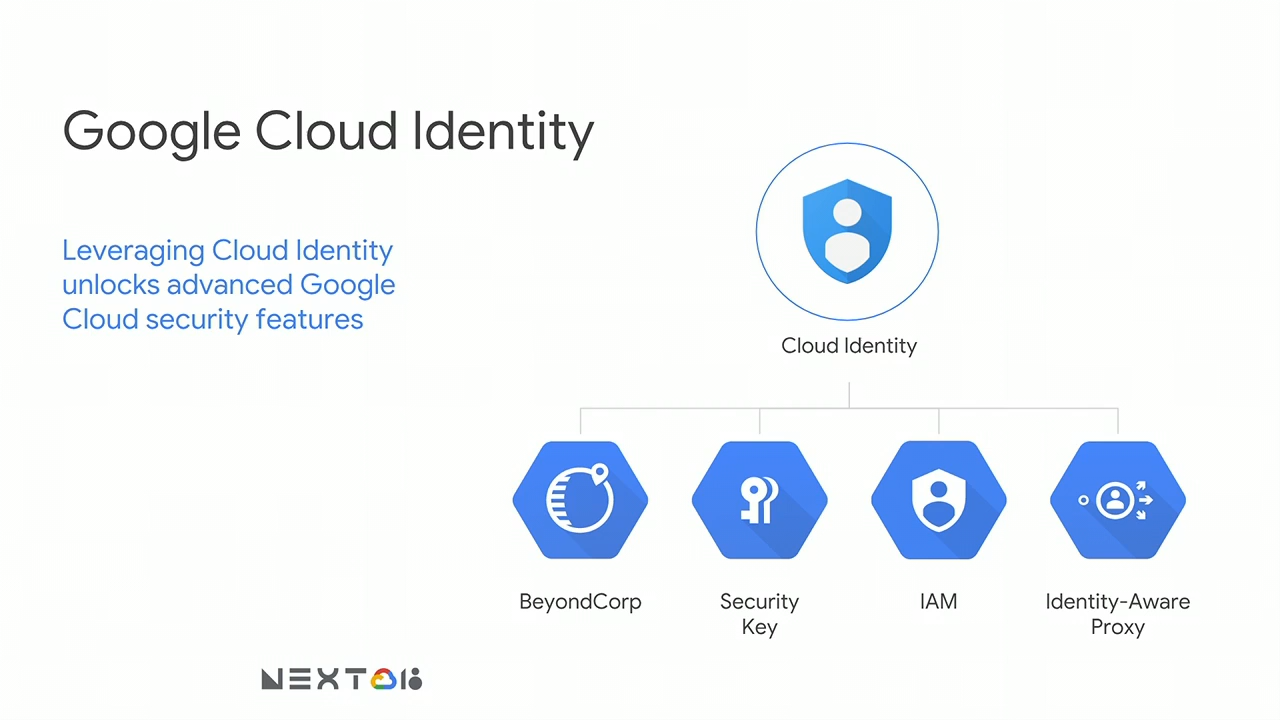 Google Cloud Identity
Leveraging Cloud Identity
unlocks advanced Google
Cloud security features
Cloud Identity
BeyondCorp
Security
Key
IAM
Identity-Aware
Proxy
NEXT18